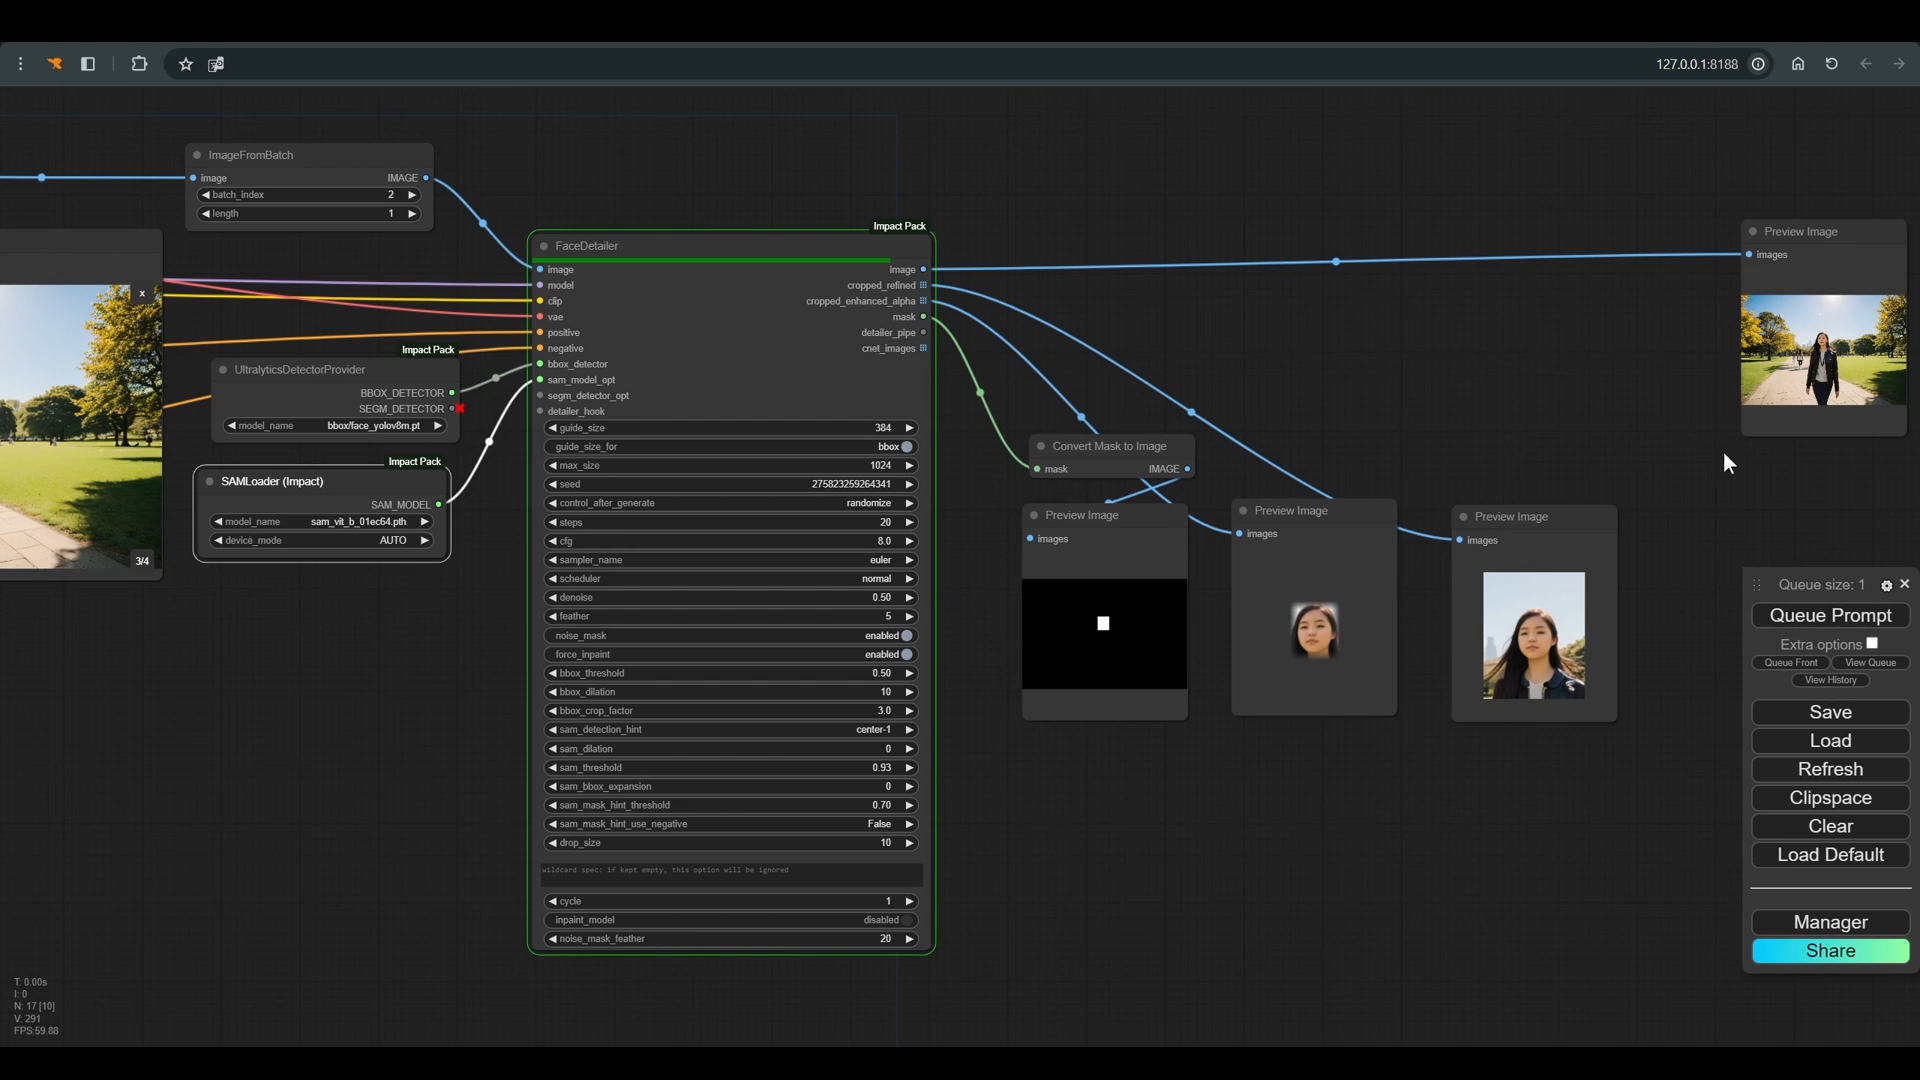 127.0.0.1:8188
ImageFromBatch
image IMAGE
batch_index 2
length 1
x
3/4
Impact Pack
UltralyticsDetectorProvider
BBOX_DETECTOR
SEGM_DETECTOR
model_name bbox/face_yolov8m.pt
Impact Pack
SAMLoader (Impact)
SAM_MODEL
model_name sam_vit_b_01ec64.pth
device_mode AUTO
Impact Pack
FaceDetailer
image image
model cropped_refined
clip cropped_enhanced_alpha
vae mask
positive detailer_pipe
negative cnet_images
bbox_detector
sam_model_opt
segm_detector_opt
detailer_hook
guide_size 384
guide_size_for bbox
max_size 1024
seed 275823259264341
control_after_generate randomize
steps 20
cfg 8.0
sampler_name euler
scheduler normal
denoise 0.50
feather 5
noise_mask enabled
force_inpaint enabled
bbox_threshold 0.50
bbox_dilation 10
bbox_crop_factor 3.0
sam_detection_hint center-1
sam_dilation 0
sam_threshold 0.93
sam_bbox_expansion 0
sam_mask_hint_threshold 0.70
sam_mask_hint_use_negative False
drop_size 10
wildcard spec: if kept empty, this option will be ignored
cycle 1
inpaint_model disabled
noise_mask_feather 20
Convert Mask to Image
mask IMAGE
Preview Image
images
Preview Image
images
Preview Image
images
Preview Image
images
Queue size: 1
Queue Prompt
Extra options
Queue Front View Queue
View History
Save
Load
Refresh
Clipspace
Clear
Load Default
Manager
Share
T: 0.00s
I: 0
N: 17 [10]
V: 291
FPS:59.88